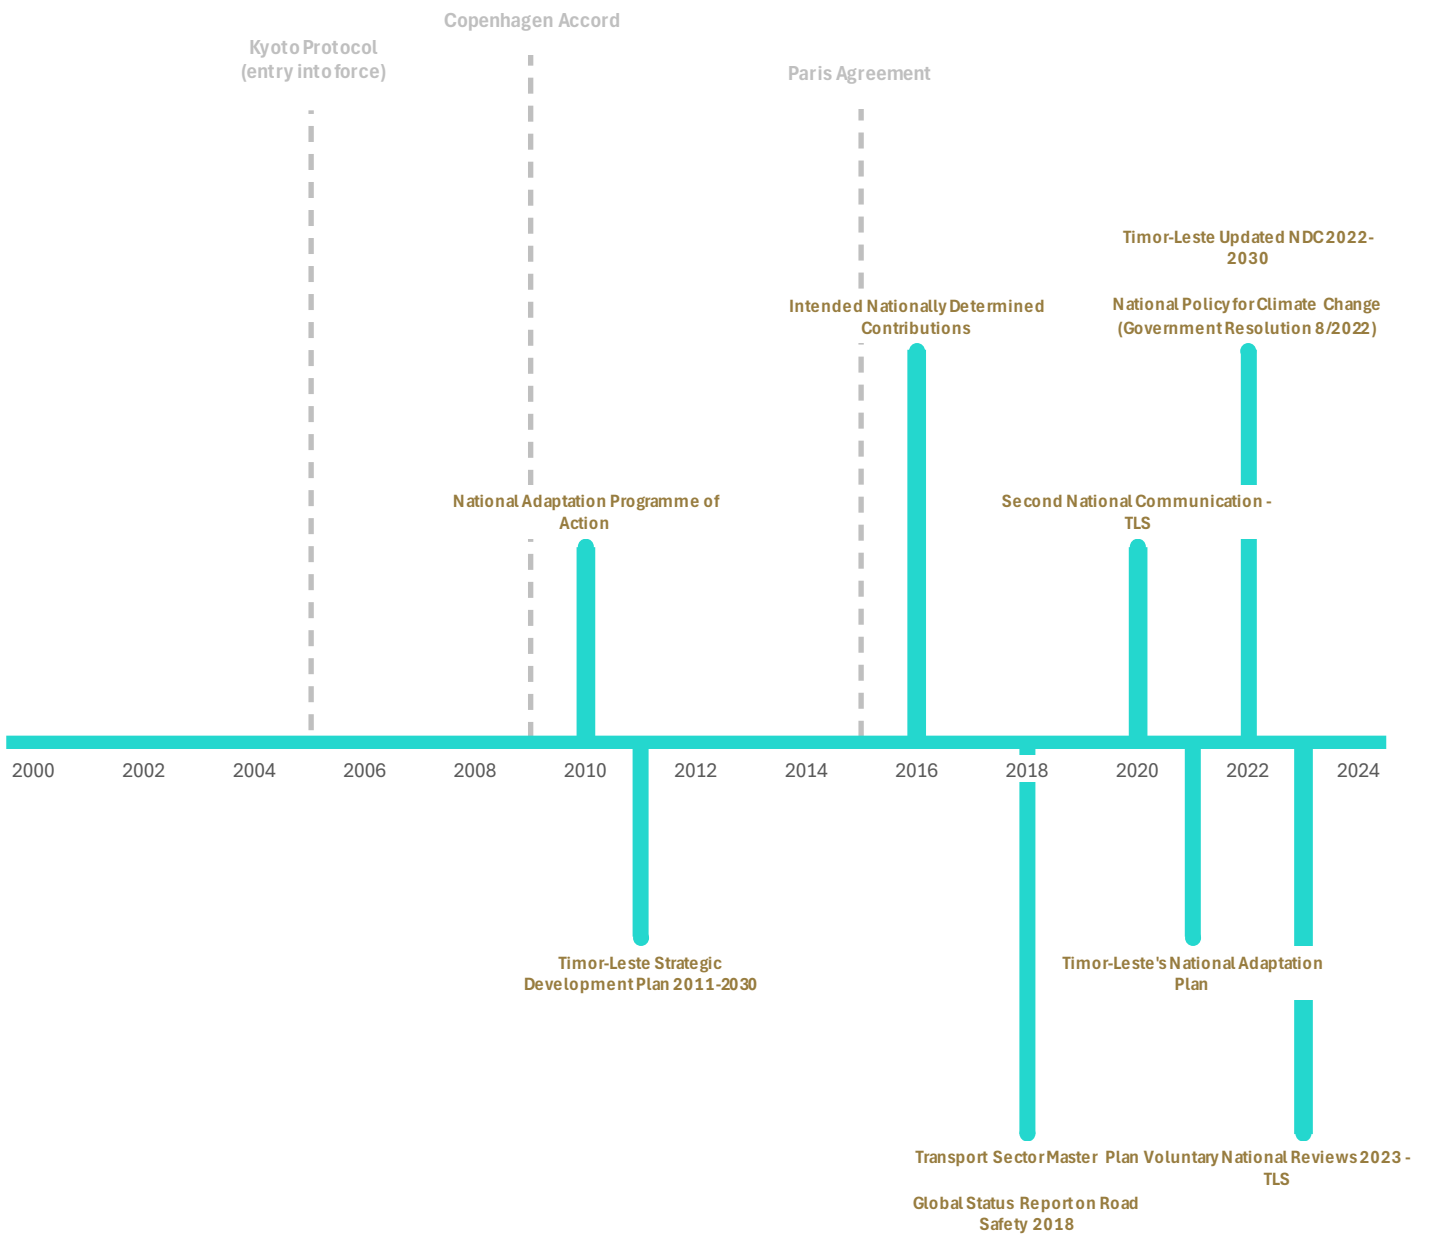 Copenhagen Accord
Kyoto Protocol
(entry into force)
Paris Agreement
Timor-Leste Updated NDC 2022-
2030
Intended Nationally Determined
Contributions
National Policy for Climate Change
(Government Resolution 8/2022)
National Adaptation Programme of
Action
Second National Communication -
TLS
2000 2002 2004 2006 2008 2010 2012 2014 2016 2018 2020 2022 2024
Timor-Leste Strategic
Development Plan 2011-2030
Timor-Leste's National Adaptation
Plan
Transport Sector Master Plan
Global Status Report on Road
Safety 2018
Voluntary National Reviews 2023 -
TLS